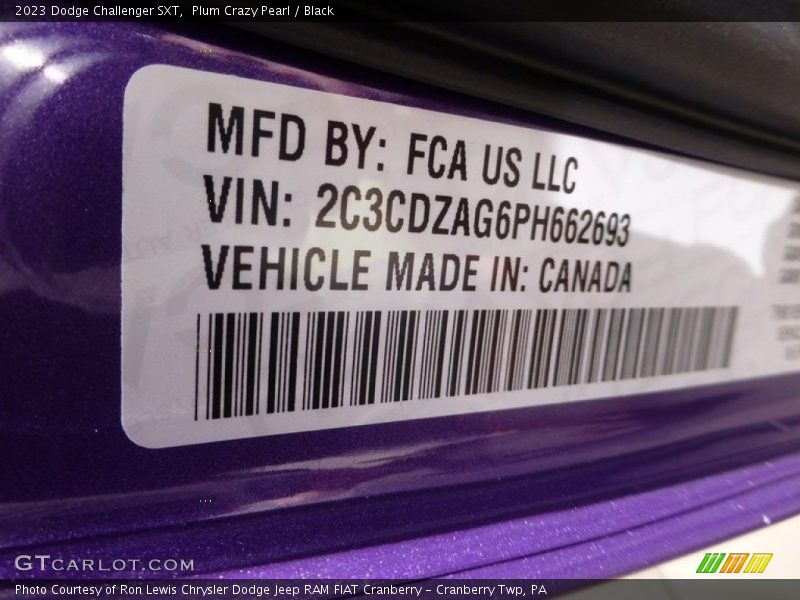 2023 Dodge Challenger SXT, Plum Crazy Pearl / Black
MFD BY: FCA US LLC
VIN: 2C3CDZAG6PH662693
VEHICLE MADE IN: CANADA
GTCARLOT.COM
Photo Courtesy of Ron Lewis Chrysler Dodge Jeep RAM FIAT Cranberry - Cranberry Twp, PA